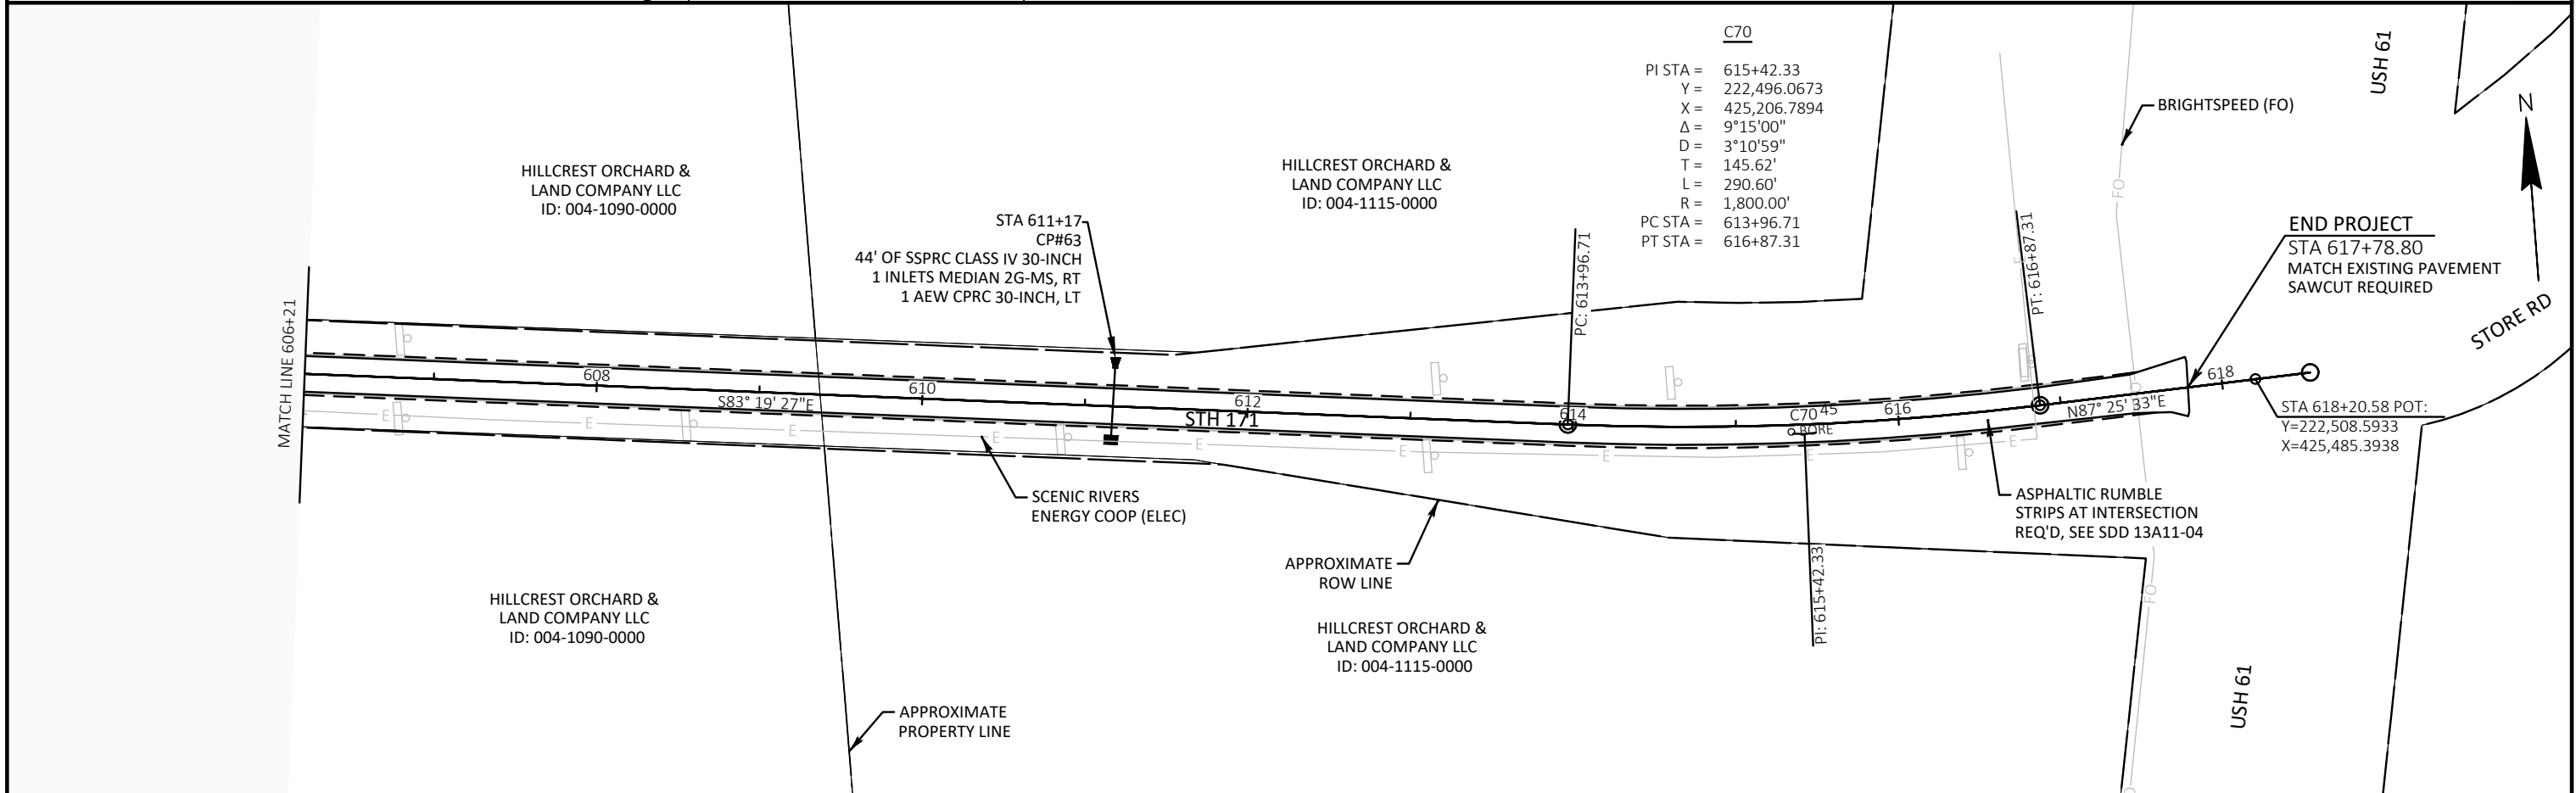 C70
PI STA = 615+42.33
Y = 222,496.0673
X = 425,206.7894
Δ = 9°15'00"
D = 3°10'59"
T = 145.62'
L = 290.60'
R = 1,800.00'
PC STA = 613+96.71
PT STA = 616+87.31
USH 61
N
BRIGHTSPEED (FO)
FO
HILLCREST ORCHARD &
LAND COMPANY LLC
ID: 004-1090-0000
HILLCREST ORCHARD &
LAND COMPANY LLC
ID: 004-1115-0000
STA 611+17
CP#63
44' OF SSPRC CLASS IV 30-INCH
1 INLETS MEDIAN 2G-MS, RT
1 AEW CPRC 30-INCH, LT
PC: 613+96.71
PT: 616+87.31
END PROJECT
STA 617+78.80
MATCH EXISTING PAVEMENT
SAWCUT REQUIRED
STORE RD
MATCH LINE 606+21
608
610
612
614
616
618
S83° 19' 27"E
STH 171
C70
45
BORE
N87° 25' 33"E
E
E
E
E
E
E
E
E
E
E
STA 618+20.58 POT:
Y=222,508.5933
X=425,485.3938
SCENIC RIVERS
ENERGY COOP (ELEC)
ASPHALTIC RUMBLE
STRIPS AT INTERSECTION
REQ'D, SEE SDD 13A11-04
APPROXIMATE
ROW LINE
PI: 615+42.33
FO
HILLCREST ORCHARD &
LAND COMPANY LLC
ID: 004-1090-0000
HILLCREST ORCHARD &
LAND COMPANY LLC
ID: 004-1115-0000
APPROXIMATE
PROPERTY LINE
USH 61